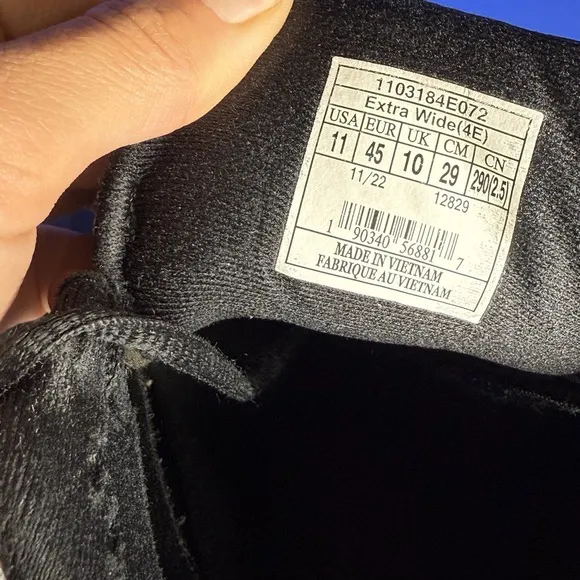 1103184E072
Extra Wide(4E)
USA EUR UK CM CN
11 45 10 29 290(2.5)
11/22 12829
1 90340 56881 7
MADE IN VIETNAM
FABRIQUE AU VIETNAM